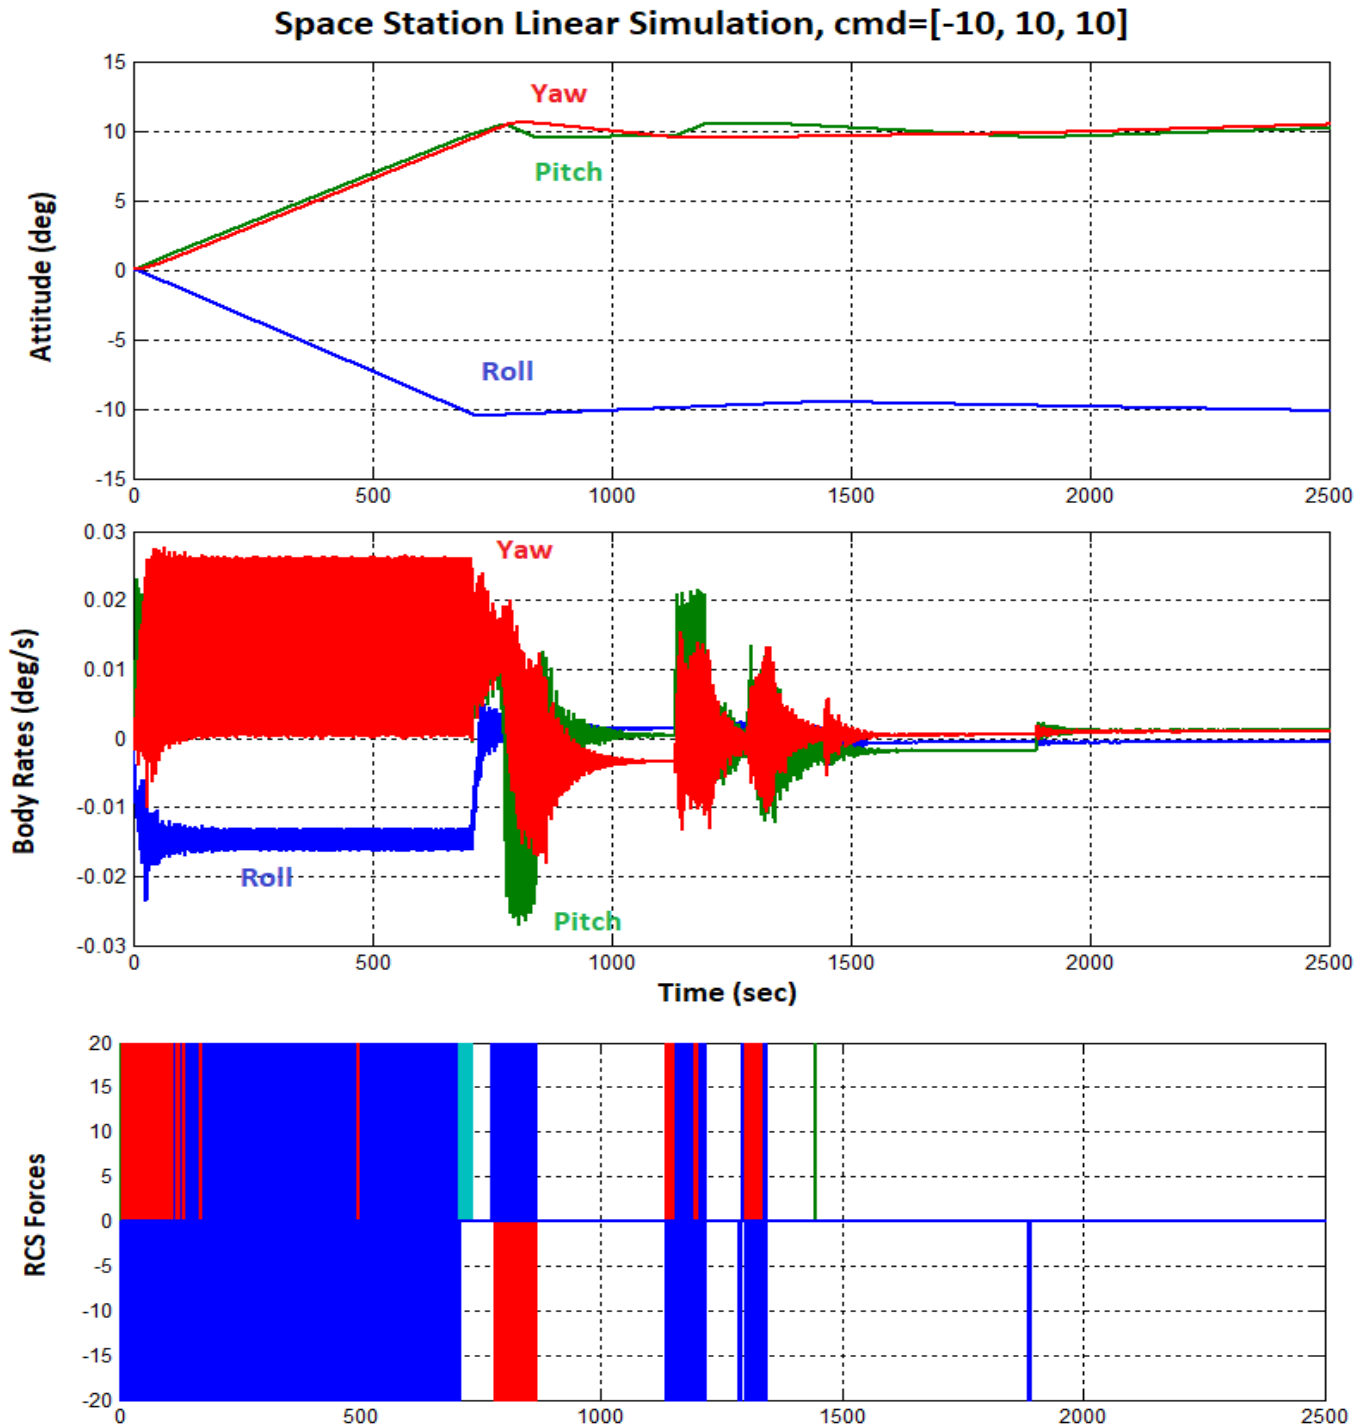 Space Station Linear Simulation, cmd=[-10, 10, 10]
15
10
5
0
-5
-10
-15
Attitude (deg)
Yaw
Pitch
Roll
0 500 1000 1500 2000 2500
0.03
0.02
0.01
0
-0.01
-0.02
-0.03
Body Rates (deg/s)
Yaw
Roll
Pitch
0 500 1000 1500 2000 2500
Time (sec)
20
15
10
5
0
-5
-10
-15
-20
RCS Forces
0 500 1000 1500 2000 2500